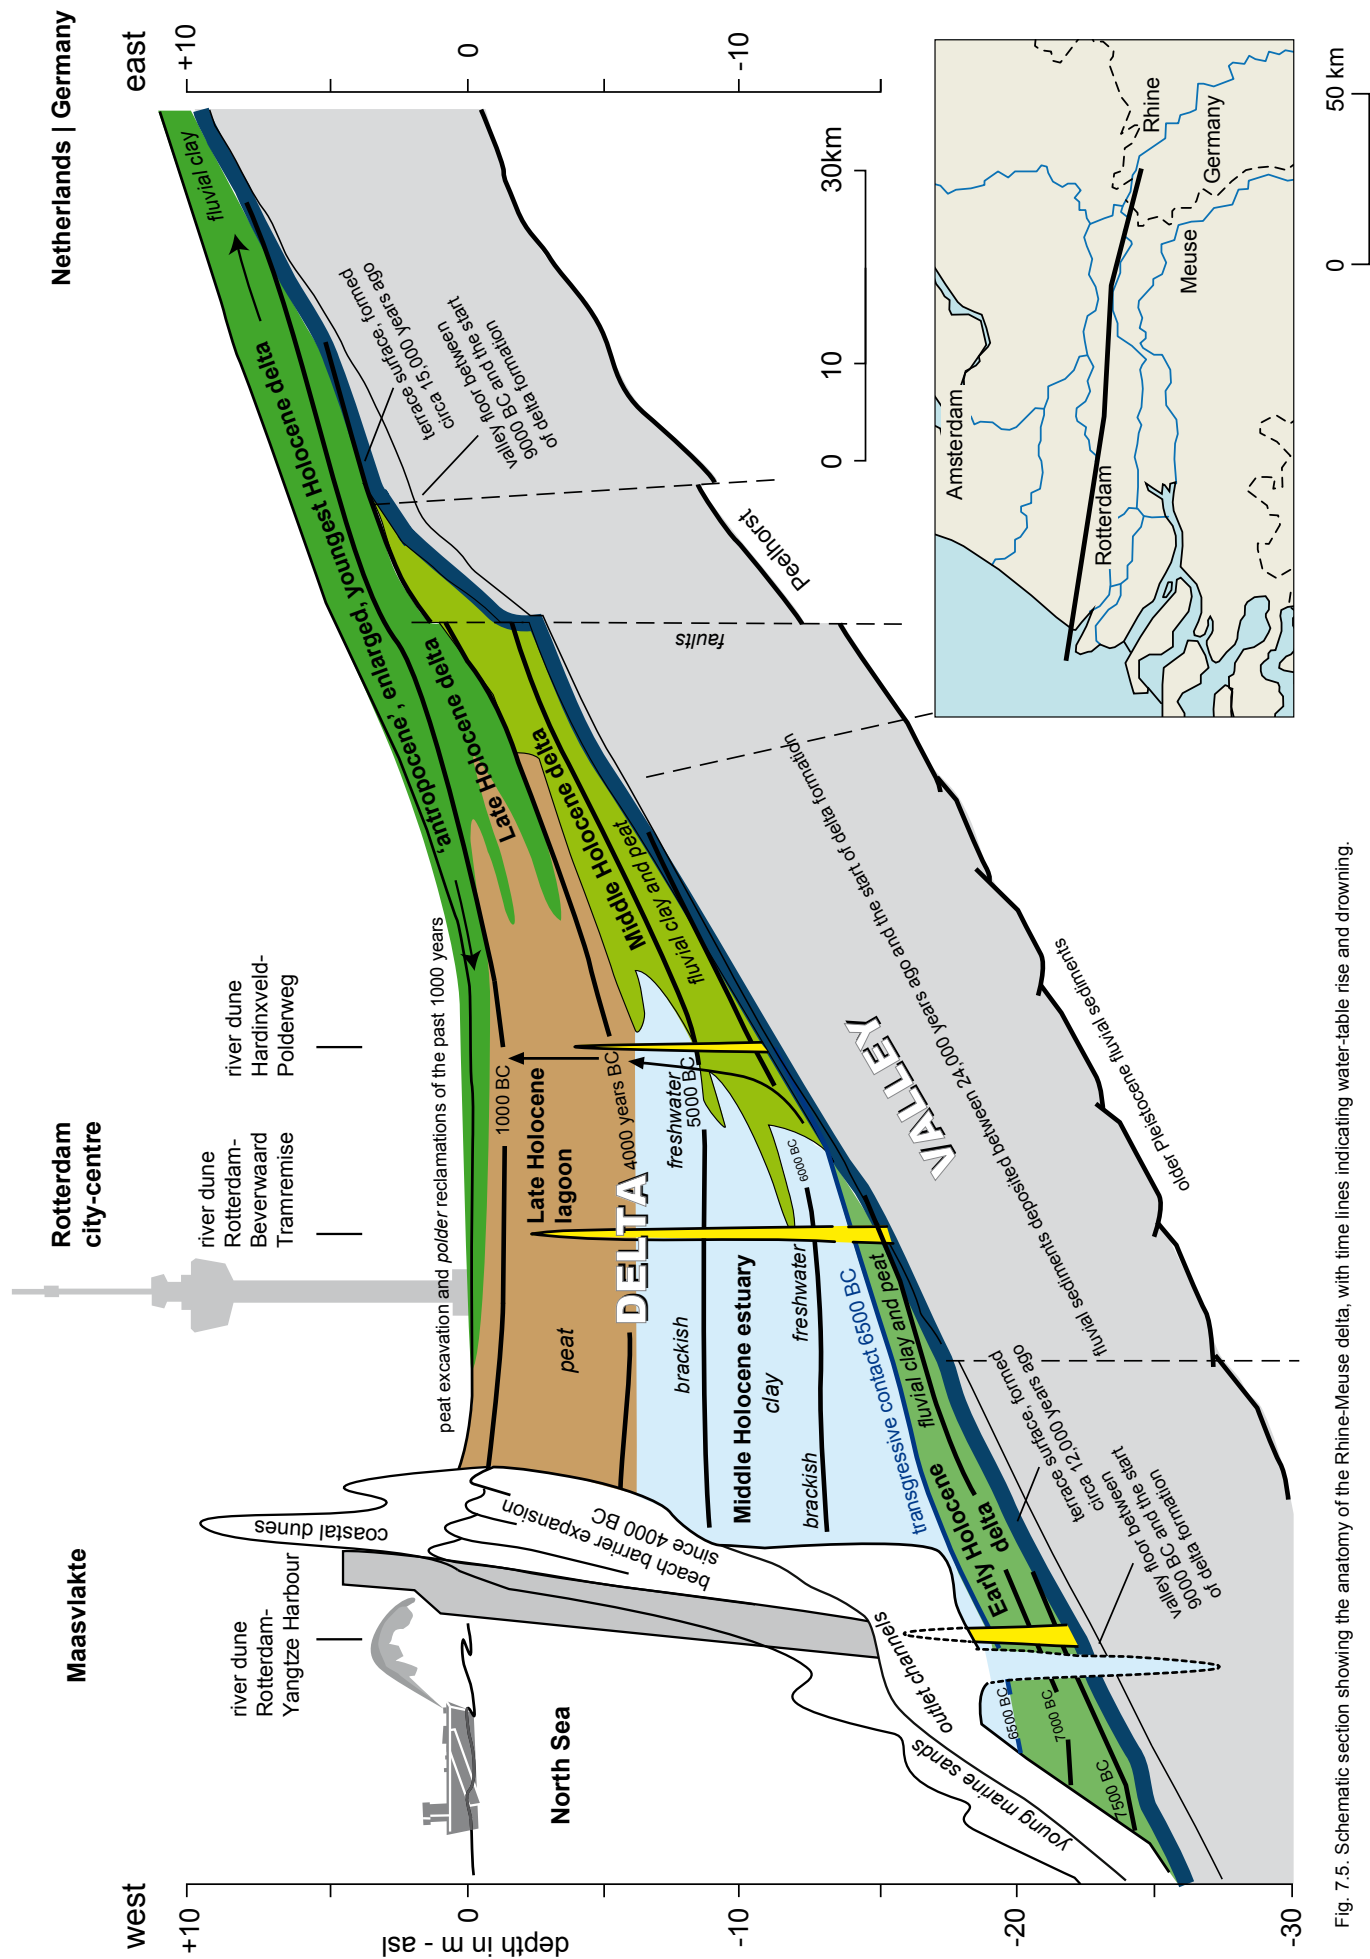 west
Maasvlakte
Rotterdam
city-centre
Netherlands | Germany
east
+10
0
-10
-20
-30
depth in m - asl
+10
0
-10
river dune
Rotterdam-
Yangtze Harbour
river dune
Rotterdam-
Beverwaard
Tramremise
river dune
Hardinxveld-
Polderweg
North Sea
coastal dunes
beach barrier expansion
since 4000 BC
outlet channels
young marine sands
peat excavation and polder reclamations of the past 1000 years
'antropocene', enlarged, youngest Holocene delta
fluvial clay
Late Holocene delta
Middle Holocene delta
fluvial clay and peat
1000 BC
Late Holocene
lagoon
peat
DELTA
4000 years BC
freshwater
5000 BC
brackish
Middle Holocene estuary
clay
freshwater
6000 BC
brackish
transgressive contact 6500 BC
fluvial clay and peat
Early Holocene
delta
6500 BC
7000 BC
7500 BC
terrace surface, formed
circa 12,000 years ago
valley floor between
9000 BC and the start
of delta formation
terrace surface, formed
circa 15,000 years ago
valley floor between
9000 BC and the start
of delta formation
VALLEY
fluvial sediments deposited between 24,000 years ago and the start of delta formation
older Pleistocene fluvial sediments
faults
Peelhorst
0
10
30km
Amsterdam
Rotterdam
Rhine
Meuse
Germany
0
50 km
Fig. 7.5. Schematic section showing the anatomy of the Rhine-Meuse delta, with time lines indicating water-table rise and drowning.